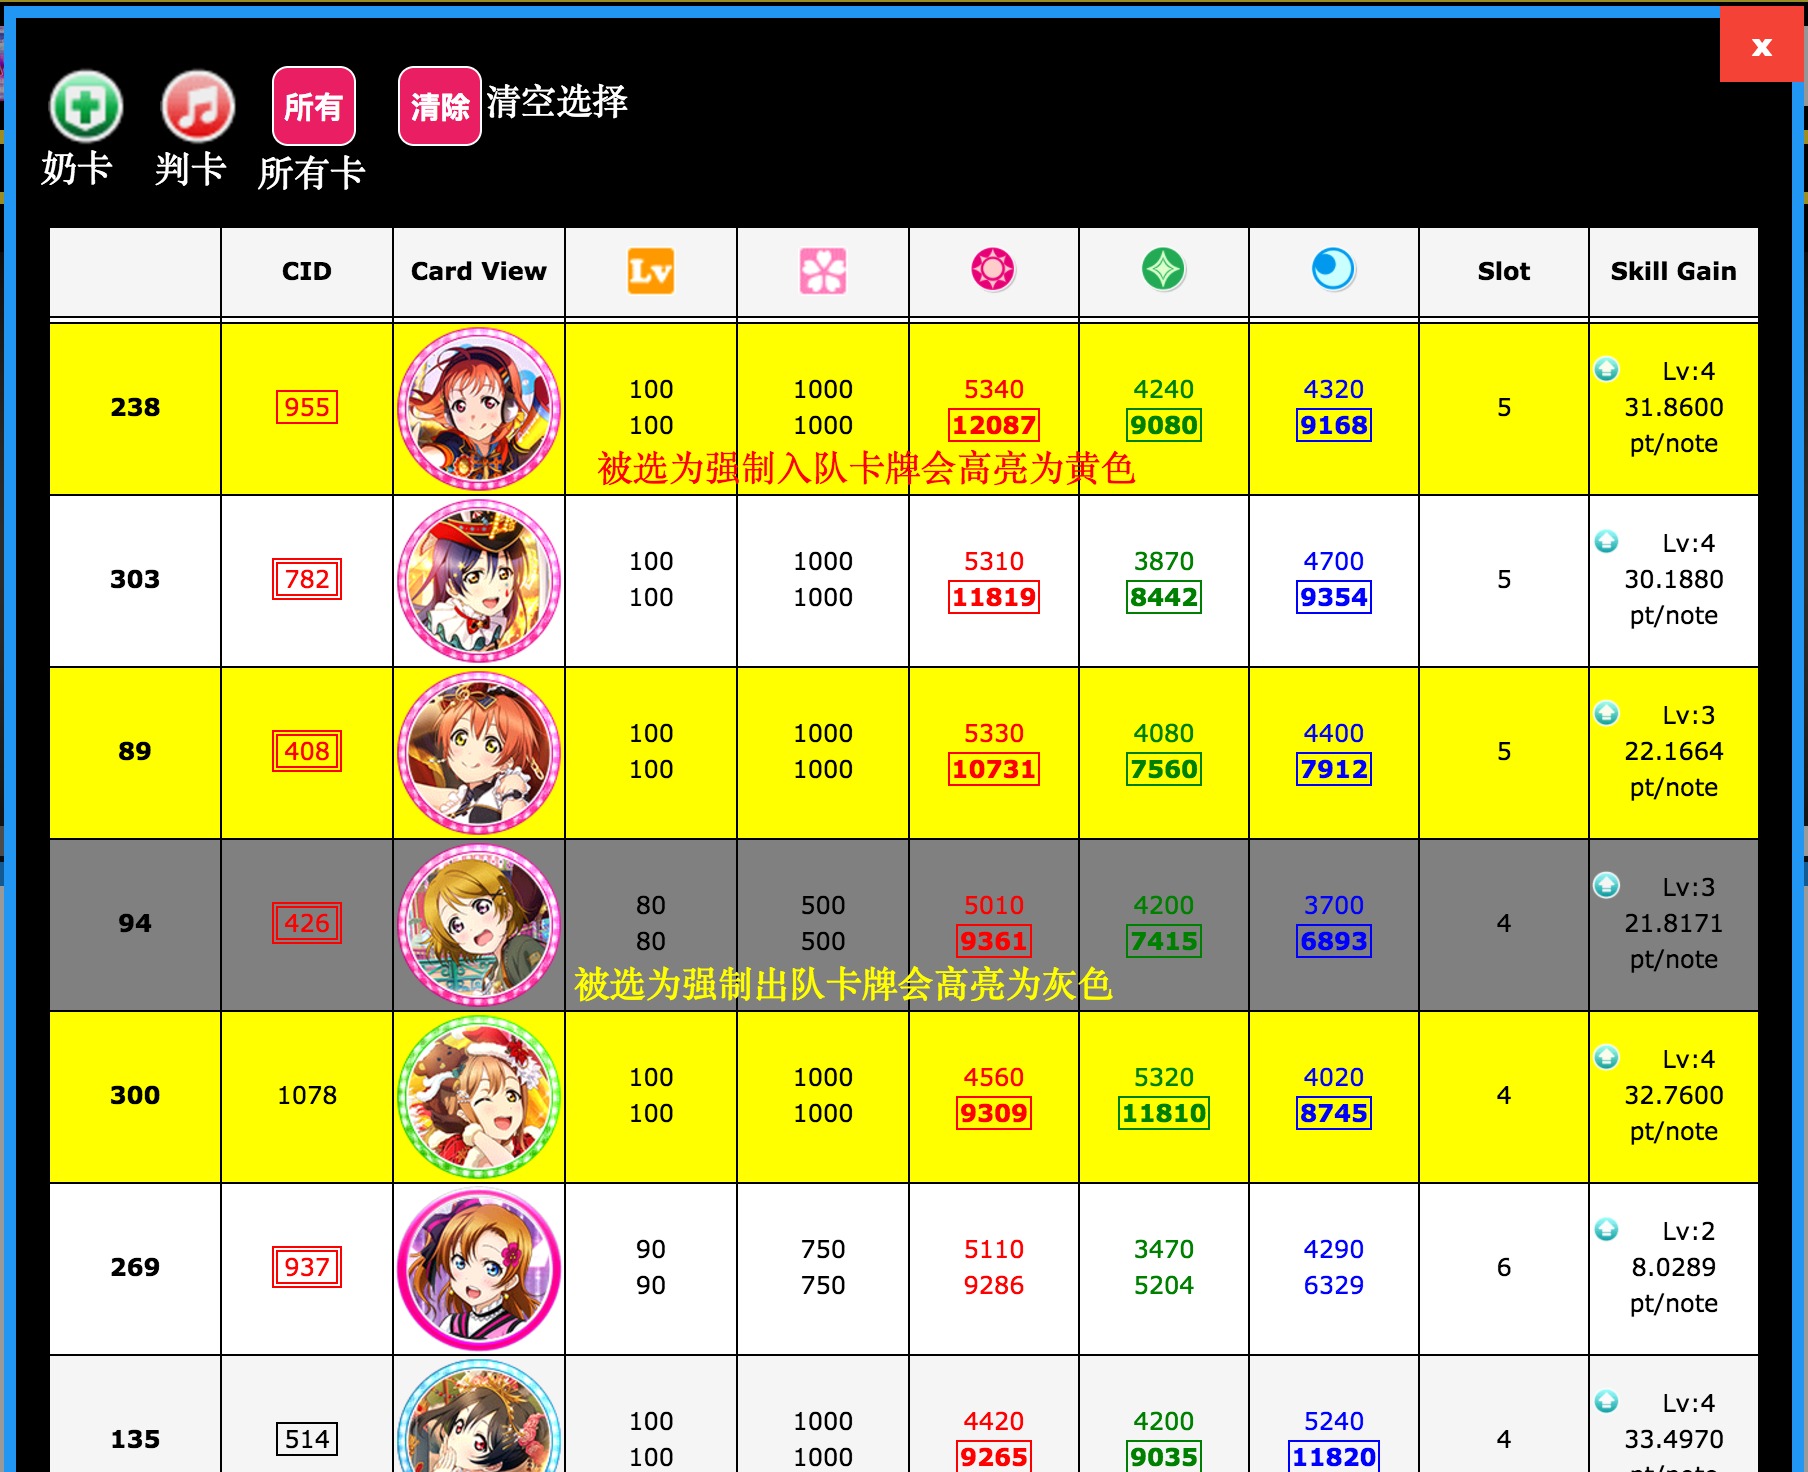 x
所有 清除 清空选择
奶卡 判卡 所有卡
CID Card View Lv Slot Skill Gain
238 955 100 1000 5340 4240 4320 5 Lv:4
100 1000 12087 9080 9168 31.8600
pt/note
被选为强制入队卡牌会高亮为黄色
303 782 100 1000 5310 3870 4700 5 Lv:4
100 1000 11819 8442 9354 30.1880
pt/note
89 408 100 1000 5330 4080 4400 5 Lv:3
100 1000 10731 7560 7912 22.1664
pt/note
94 426 80 500 5010 4200 3700 4 Lv:3
80 500 9361 7415 6893 21.8171
pt/note
被选为强制出队卡牌会高亮为灰色
300 1078 100 1000 4560 5320 4020 4 Lv:4
100 1000 9309 11810 8745 32.7600
pt/note
269 937 90 750 5110 3470 4290 6 Lv:2
90 750 9286 5204 6329 8.0289
pt/note
135 514 100 1000 4420 4200 5240 4 Lv:4
100 1000 9265 9035 11820 33.4970